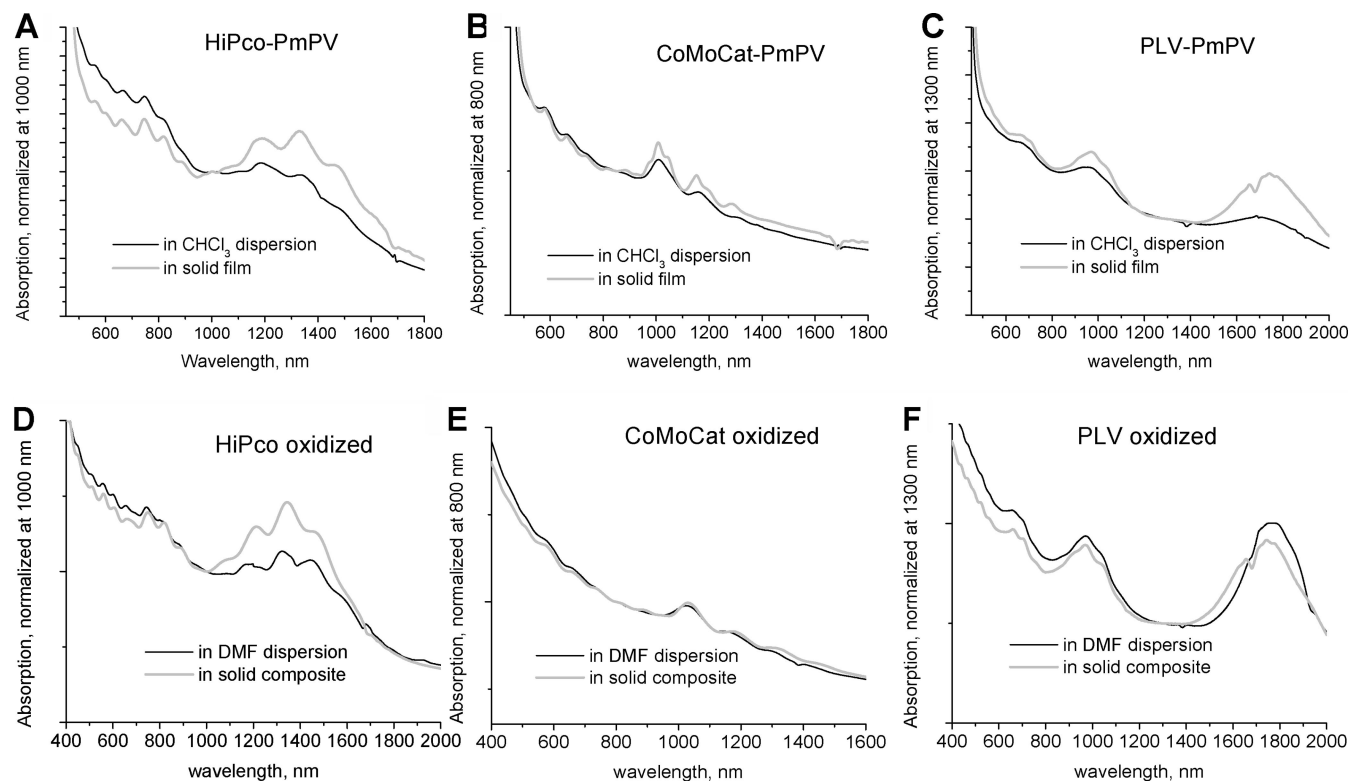 A
HiPco-PmPV
Absorption, normalized at 1000 nm
in CHCl₃ dispersion
in solid film
600 800 1000 1200 1400 1600 1800
Wavelength, nm
B
CoMoCat-PmPV
Absorption, normalized at 800 nm
in CHCl₃ dispersion
in solid film
600 800 1000 1200 1400 1600 1800
wavelength, nm
C
PLV-PmPV
Absorption, normalized at 1300 nm
in CHCl₃ dispersion
in solid film
600 800 1000 1200 1400 1600 1800 2000
wavelength, nm
D
HiPco oxidized
Absorption, normalized at 1000 nm
in DMF dispersion
in solid composite
400 600 800 1000 1200 1400 1600 1800 2000
wavelength, nm
E
CoMoCat oxidized
Absorption, normalized at 800 nm
in DMF dispersion
in solid composite
400 600 800 1000 1200 1400 1600
wavelength, nm
F
PLV oxidized
Absorption, normalized at 1300 nm
in DMF dispersion
in solid composite
400 600 800 1000 1200 1400 1600 1800 2000
wavelength, nm